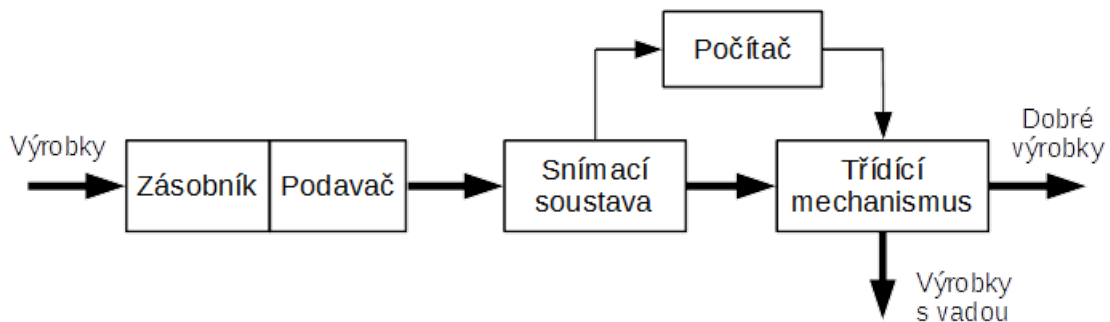 Počítač
Výrobky
Zásobník
Podavač
Snímací
soustava
Třídící
mechanismus
Dobré
výrobky
Výrobky
s vadou